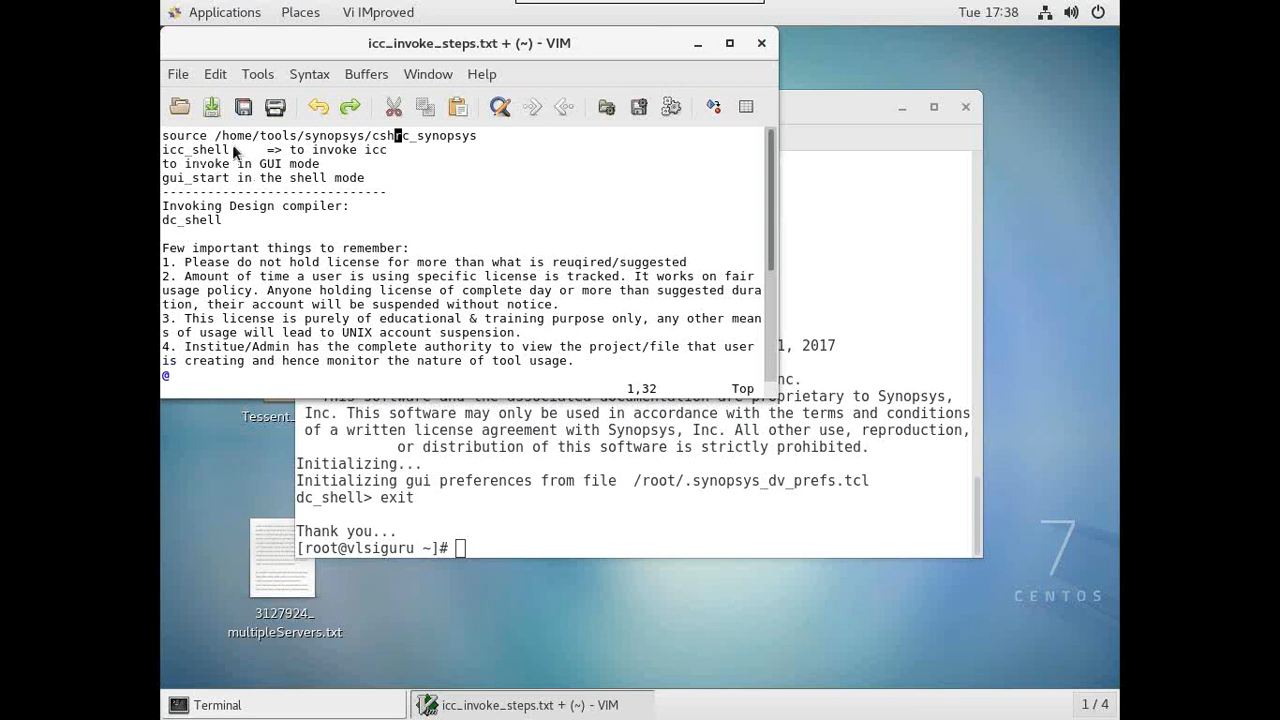 Applications Places Vi IMproved Tue 17:38
icc_invoke_steps.txt + (~) - VIM
File Edit Tools Syntax Buffers Window Help
source /home/tools/synopsys/cshrc_synopsys
icc_shell => to invoke icc
to invoke in GUI mode
gui_start in the shell mode
------------------------------
Invoking Design compiler:
dc_shell
Few important things to remember:
1. Please do not hold license for more than what is reuqired/suggested
2. Amount of time a user is using specific license is tracked. It works on fair
usage policy. Anyone holding license of complete day or more than suggested dura
tion, their account will be suspended without notice.
3. This license is purely of educational & training purpose only, any other mean
s of usage will lead to UNIX account suspension.
4. Institue/Admin has the complete authority to view the project/file that user
is creating and hence monitor the nature of tool usage.
@
1,32 Top
1, 2017
nc.
This software and the associated documentation are proprietary to Synopsys,
Inc. This software may only be used in accordance with the terms and conditions
of a written license agreement with Synopsys, Inc. All other use, reproduction,
or distribution of this software is strictly prohibited.
Initializing...
Initializing gui preferences from file /root/.synopsys_dv_prefs.tcl
dc_shell> exit
Thank you...
[root@vlsiguru ~]#
Tessent_
3127924_
multipleServers.txt
7
CENTOS
Terminal
icc_invoke_steps.txt + (~) - VIM
1 / 4